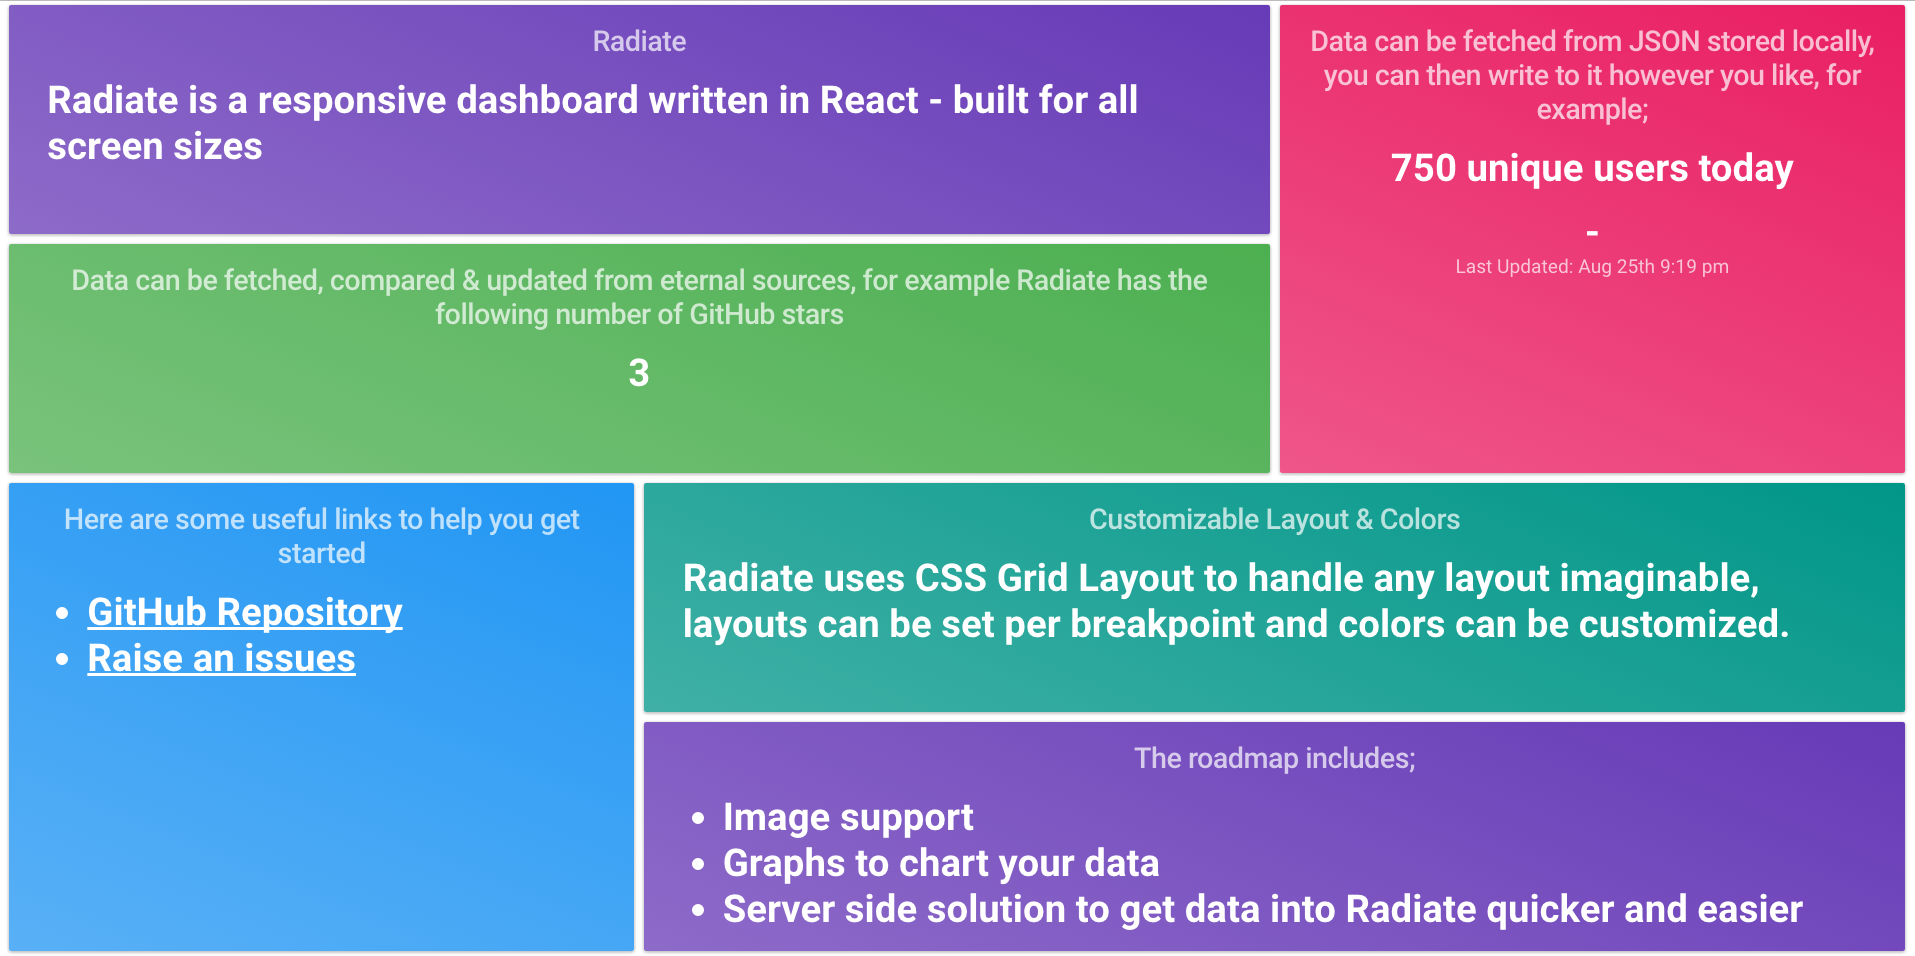 Radiate
Radiate is a responsive dashboard written in React - built for all
screen sizes
Data can be fetched from JSON stored locally,
you can then write to it however you like, for
example;
750 unique users today
-
Last Updated: Aug 25th 9:19 pm
Data can be fetched, compared & updated from eternal sources, for example Radiate has the
following number of GitHub stars
3
Here are some useful links to help you get
started
• GitHub Repository
• Raise an issues
Customizable Layout & Colors
Radiate uses CSS Grid Layout to handle any layout imaginable,
layouts can be set per breakpoint and colors can be customized.
The roadmap includes;
• Image support
• Graphs to chart your data
• Server side solution to get data into Radiate quicker and easier